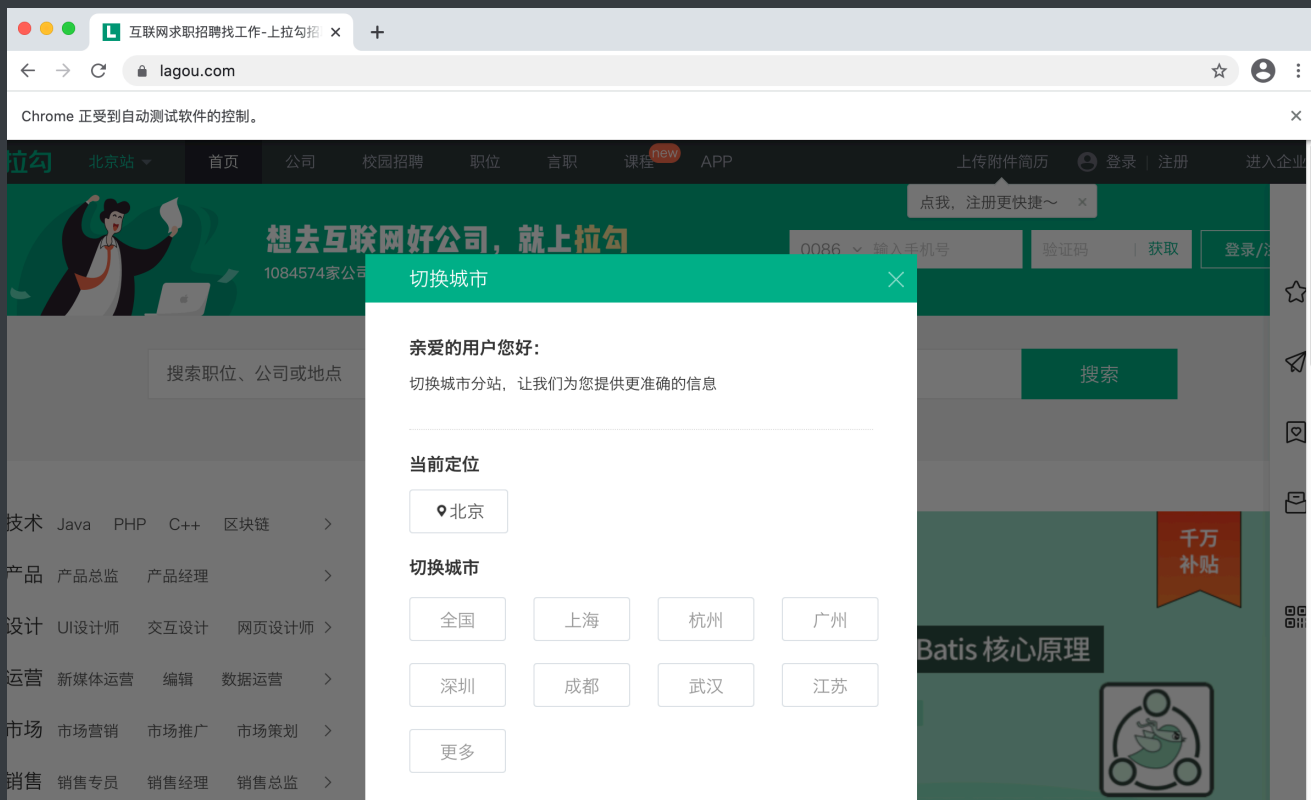 互联网求职招聘找工作-上拉勾招
lagou.com
Chrome 正受到自动测试软件的控制。
拉勾 北京站 首页 公司 校园招聘 职位 言职 课程 new APP 上传附件简历 登录 | 注册 进入企业
点我，注册更快捷～
想去互联网好公司，就上拉勾
1084574家公司
0086 输入手机号 验证码 获取 登录/注
切换城市
亲爱的用户您好：
切换城市分站，让我们为您提供更准确的信息
搜索职位、公司或地点 搜索
当前定位
北京
切换城市
全国 上海 杭州 广州
深圳 成都 武汉 江苏
更多
技术 Java PHP C++ 区块链
产品 产品总监 产品经理
设计 UI设计师 交互设计 网页设计师
运营 新媒体运营 编辑 数据运营
市场 市场营销 市场推广 市场策划
销售 销售专员 销售经理 销售总监
千万
补贴
Batis 核心原理